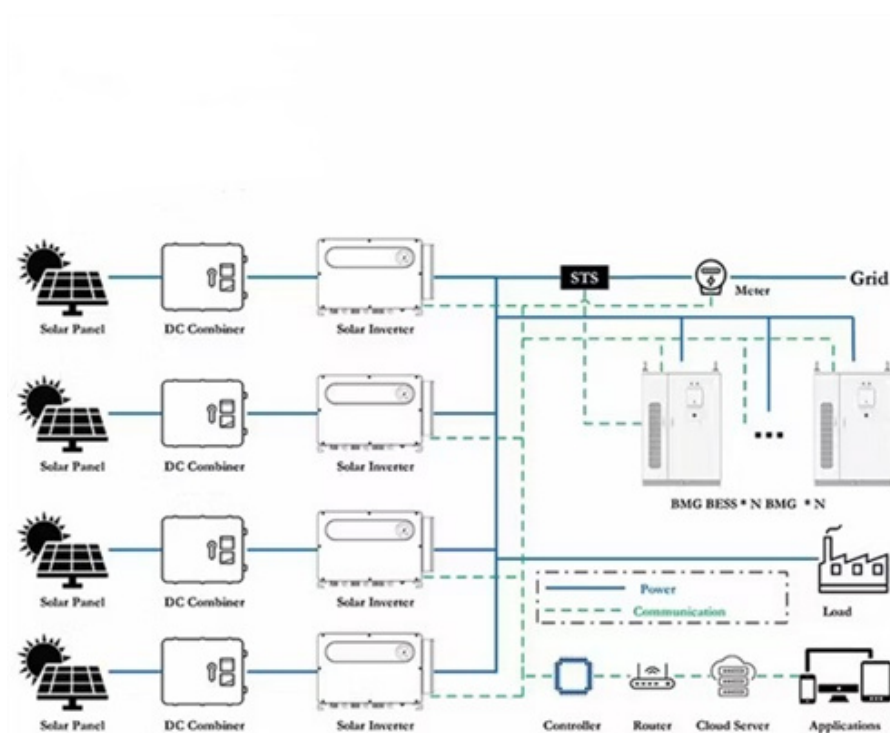 STS
Meter
Grid
Solar Panel
DC Combiner
Solar Inverter
Solar Panel
DC Combiner
Solar Inverter
BMG BESS * N BMG * N
Solar Panel
DC Combiner
Solar Inverter
Power
Communication
Load
Solar Panel
DC Combiner
Solar Inverter
Controller
Router
Cloud Server
Applications